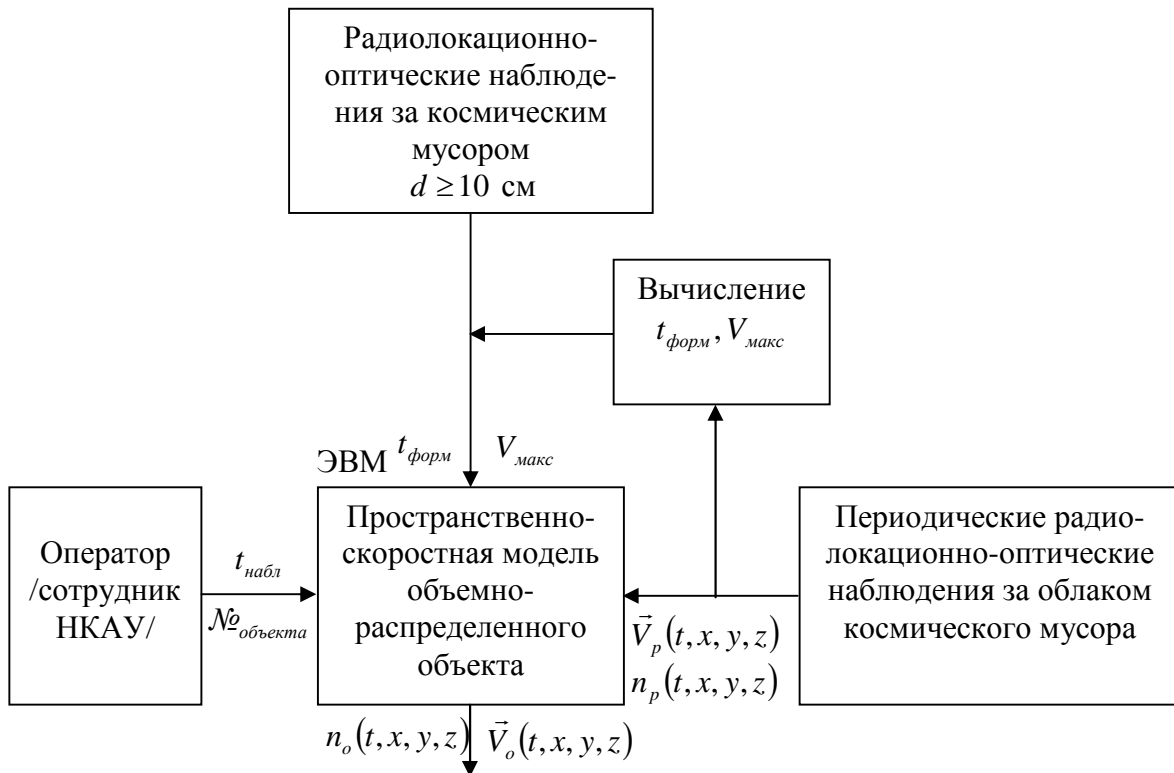 Радиолокационно-
оптические наблюде-
ния за космическим
мусором
d ≥ 10 см
Вычисление
t_форм, V_макс
ЭВМ t_форм V_макс
Оператор
/сотрудник
НКАУ/
t_набл
№_объекта
Пространственно-
скоростная модель
объемно-
распределенного
объекта
Периодические радио-
локационно-оптические
наблюдения за облаком
космического мусора
V⃗_p(t, x, y, z)
n_p(t, x, y, z)
n_o(t, x, y, z) V⃗_o(t, x, y, z)